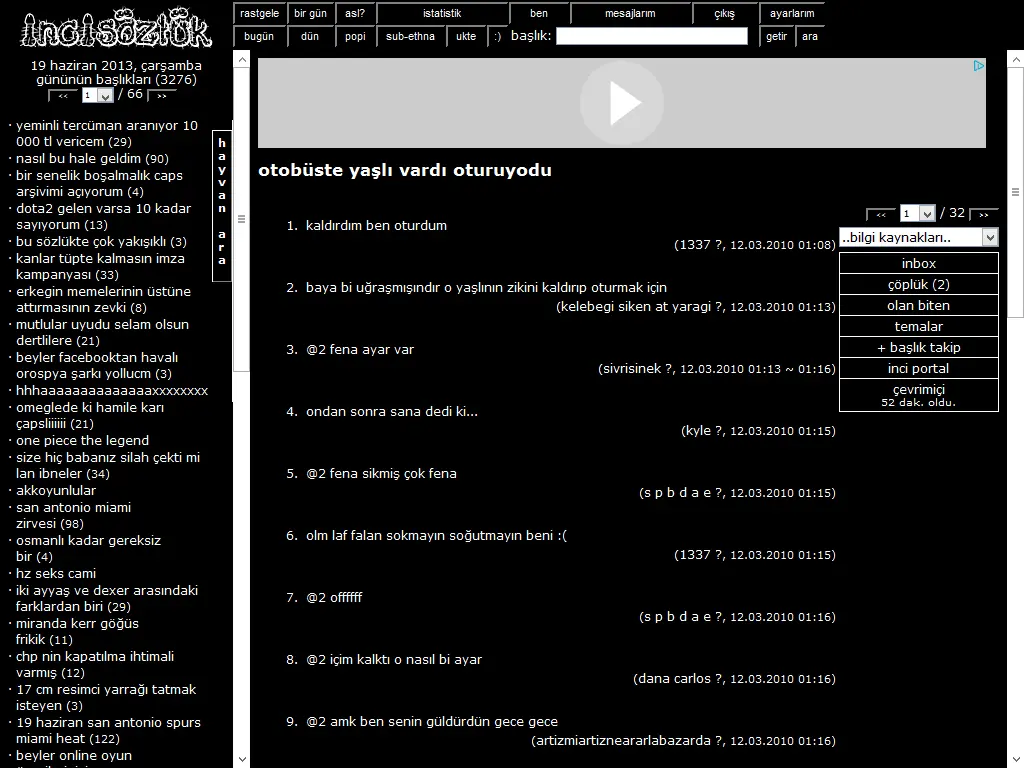 inci sözlük
rastgele
bir gün
asl?
istatistik
ben
mesajlarım
çıkış
ayarlarım
bugün
dün
popi
sub-ethna
ukte
:)
başlık:
getir
ara
19 haziran 2013, çarşamba
gününün başlıkları (3276)
<< 1 / 66 >>
· yeminli tercüman aranıyor 10
000 tl vericem (29)
· nasıl bu hale geldim (90)
· bir senelik boşalmalık caps
arşivimi açıyorum (4)
· dota2 gelen varsa 10 kadar
sayıyorum (13)
· bu sözlükte çok yakışıklı (3)
· kanlar tüpte kalmasın imza
kampanyası (33)
· erkegin memelerinin üstüne
attırmasının zevki (8)
· mutlular uyudu selam olsun
dertlilere (21)
· beyler facebooktan havalı
orospya şarkı yollucm (3)
· hhhaaaaaaaaaaaaaaxxxxxxxx
· omeglede ki hamile karı
çapsliiiiii (21)
· one piece the legend
· size hiç babanız silah çekti mi
lan ibneler (34)
· akkoyunlular
· san antonio miami
zirvesi (98)
· osmanlı kadar gereksiz
bir (4)
· hz seks cami
· iki ayyaş ve dexer arasındaki
farklardan biri (29)
· miranda kerr göğüs
frikik (11)
· chp nin kapatılma ihtimali
varmış (12)
· 17 cm resimci yarrağı tatmak
isteyen (3)
· 19 haziran san antonio spurs
miami heat (122)
· beyler online oyun
hayvan ara
otobüste yaşlı vardı oturuyodu
<< 1 / 32 >>
1. kaldırdım ben oturdum
(1337 ?, 12.03.2010 01:08)
2. baya bi uğraşmışındır o yaşlının zikini kaldırıp oturmak için
(kelebegi siken at yaragi ?, 12.03.2010 01:13)
3. @2 fena ayar var
(sivrisinek ?, 12.03.2010 01:13 ~ 01:16)
4. ondan sonra sana dedi ki...
(kyle ?, 12.03.2010 01:15)
5. @2 fena sikmiş çok fena
(s p b d a e ?, 12.03.2010 01:15)
6. olm laf falan sokmayın soğutmayın beni :(
(1337 ?, 12.03.2010 01:15)
7. @2 offffff
(s p b d a e ?, 12.03.2010 01:16)
8. @2 içim kalktı o nasıl bi ayar
(dana carlos ?, 12.03.2010 01:16)
9. @2 amk ben senin güldürdün gece gece
(artizmiartizneararlabazarda ?, 12.03.2010 01:16)
..bilgi kaynakları..
inbox
çöplük (2)
olan biten
temalar
+ başlık takip
inci portal
çevrimiçi
52 dak. oldu.